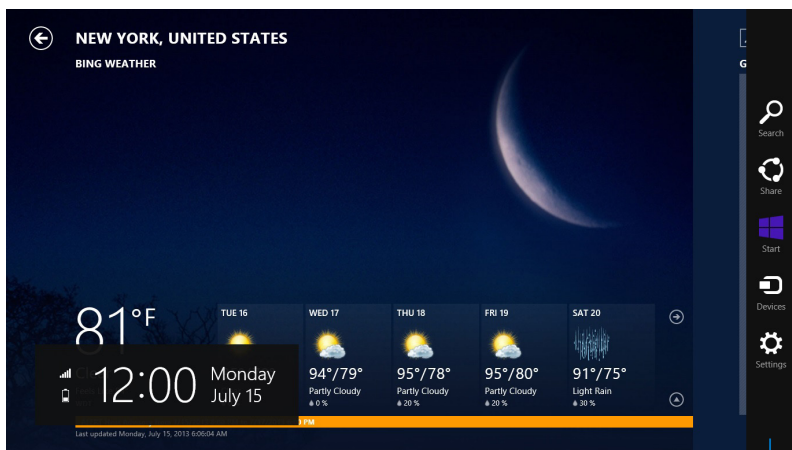 NEW YORK, UNITED STATES
BING WEATHER
G
Search
Share
Start
Devices
Settings
81°F
TUE 16
WED 17
94°/79°
Partly Cloudy
0 %
THU 18
95°/78°
Partly Cloudy
20 %
FRI 19
95°/80°
Partly Cloudy
20 %
SAT 20
91°/75°
Light Rain
30 %
12:00
Monday
July 15
PM
Last updated Monday, July 15, 2013 6:06:04 AM